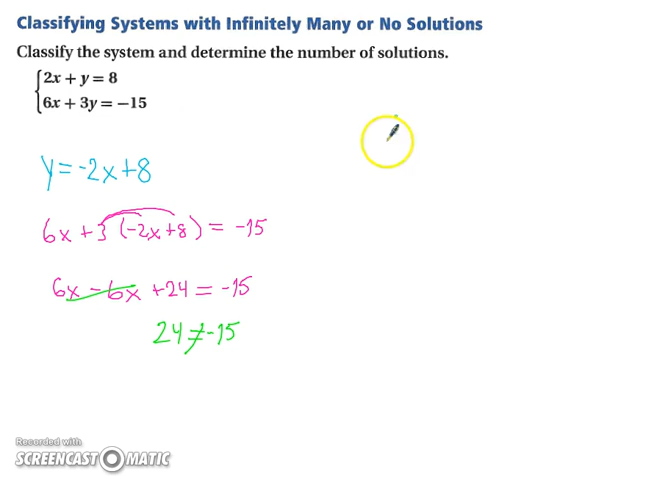 Classifying Systems with Infinitely Many or No Solutions
Classify the system and determine the number of solutions.
2x + y = 8
6x + 3y = −15
y = -2x + 8
6x + 3 (-2x + 8) = -15
6x - 6x + 24 = -15
24 ≠ -15
Recorded with
SCREENCAST-O-MATIC